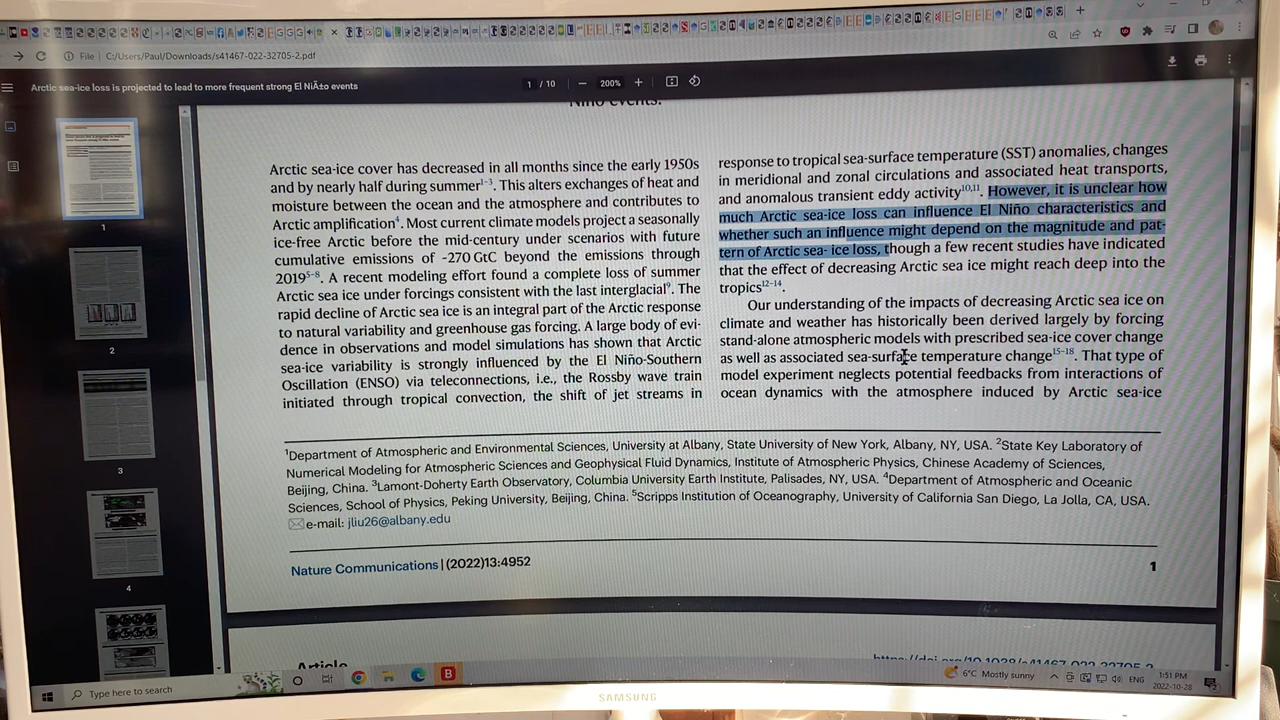 File | C:/Users/Paul/Downloads/s41467-022-32705-2.pdf
Arctic sea-ice loss is projected to lead to more frequent strong El NiÃ±o events
1 / 10
200%
Nino events.
Arctic sea-ice cover has decreased in all months since the early 1950s
and by nearly half during summer1–3. This alters exchanges of heat and
moisture between the ocean and the atmosphere and contributes to
Arctic amplification4. Most current climate models project a seasonally
ice-free Arctic before the mid-century under scenarios with future
cumulative emissions of ~270 GtC beyond the emissions through
20195–8. A recent modeling effort found a complete loss of summer
Arctic sea ice under forcings consistent with the last interglacial9. The
rapid decline of Arctic sea ice is an integral part of the Arctic response
to natural variability and greenhouse gas forcing. A large body of evi-
dence in observations and model simulations has shown that Arctic
sea-ice variability is strongly influenced by the El Niño-Southern
Oscillation (ENSO) via teleconnections, i.e., the Rossby wave train
initiated through tropical convection, the shift of jet streams in
response to tropical sea-surface temperature (SST) anomalies, changes
in meridional and zonal circulations and associated heat transports,
and anomalous transient eddy activity10,11. However, it is unclear how
much Arctic sea-ice loss can influence El Niño characteristics and
whether such an influence might depend on the magnitude and pat-
tern of Arctic sea- ice loss, though a few recent studies have indicated
that the effect of decreasing Arctic sea ice might reach deep into the
tropics12–14.
Our understanding of the impacts of decreasing Arctic sea ice on
climate and weather has historically been derived largely by forcing
stand-alone atmospheric models with prescribed sea-ice cover change
as well as associated sea-surface temperature change15–18. That type of
model experiment neglects potential feedbacks from interactions of
ocean dynamics with the atmosphere induced by Arctic sea-ice
1Department of Atmospheric and Environmental Sciences, University at Albany, State University of New York, Albany, NY, USA. 2State Key Laboratory of
Numerical Modeling for Atmospheric Sciences and Geophysical Fluid Dynamics, Institute of Atmospheric Physics, Chinese Academy of Sciences,
Beijing, China. 3Lamont-Doherty Earth Observatory, Columbia University Earth Institute, Palisades, NY, USA. 4Department of Atmospheric and Oceanic
Sciences, School of Physics, Peking University, Beijing, China. 5Scripps Institution of Oceanography, University of California San Diego, La Jolla, CA, USA.
e-mail: jliu26@albany.edu
Nature Communications | (2022)13:4952
1
Article
https://doi.org/10.1038/s41467-022-32705-2
1
2
3
4
Type here to search
6°C Mostly sunny
ENG
1:51 PM
2022-10-28
SAMSUNG